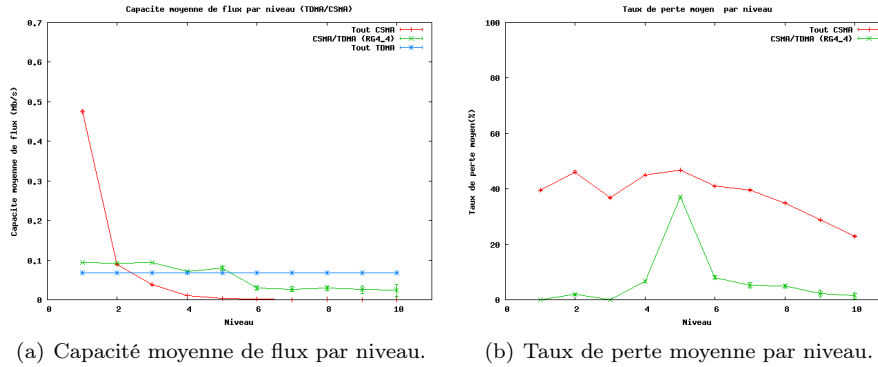 Capacite moyenne de flux par niveau (TDMA/CSMA)
Tout CSMA
CSMA/TDMA (RG4_4)
Tout TDMA
Capacite moyenne de flux (Mb/s)
0,7
0,6
0,5
0,4
0,3
0,2
0,1
0
0 2 4 6 8 10
Niveau
Taux de perte moyen par niveau
Tout CSMA
CSMA/TDMA (RG4_4)
Taux de perte moyen(%)
100
80
60
40
20
0
0 2 4 6 8 10
Niveau
(a) Capacité moyenne de flux par niveau.
(b) Taux de perte moyenne par niveau.